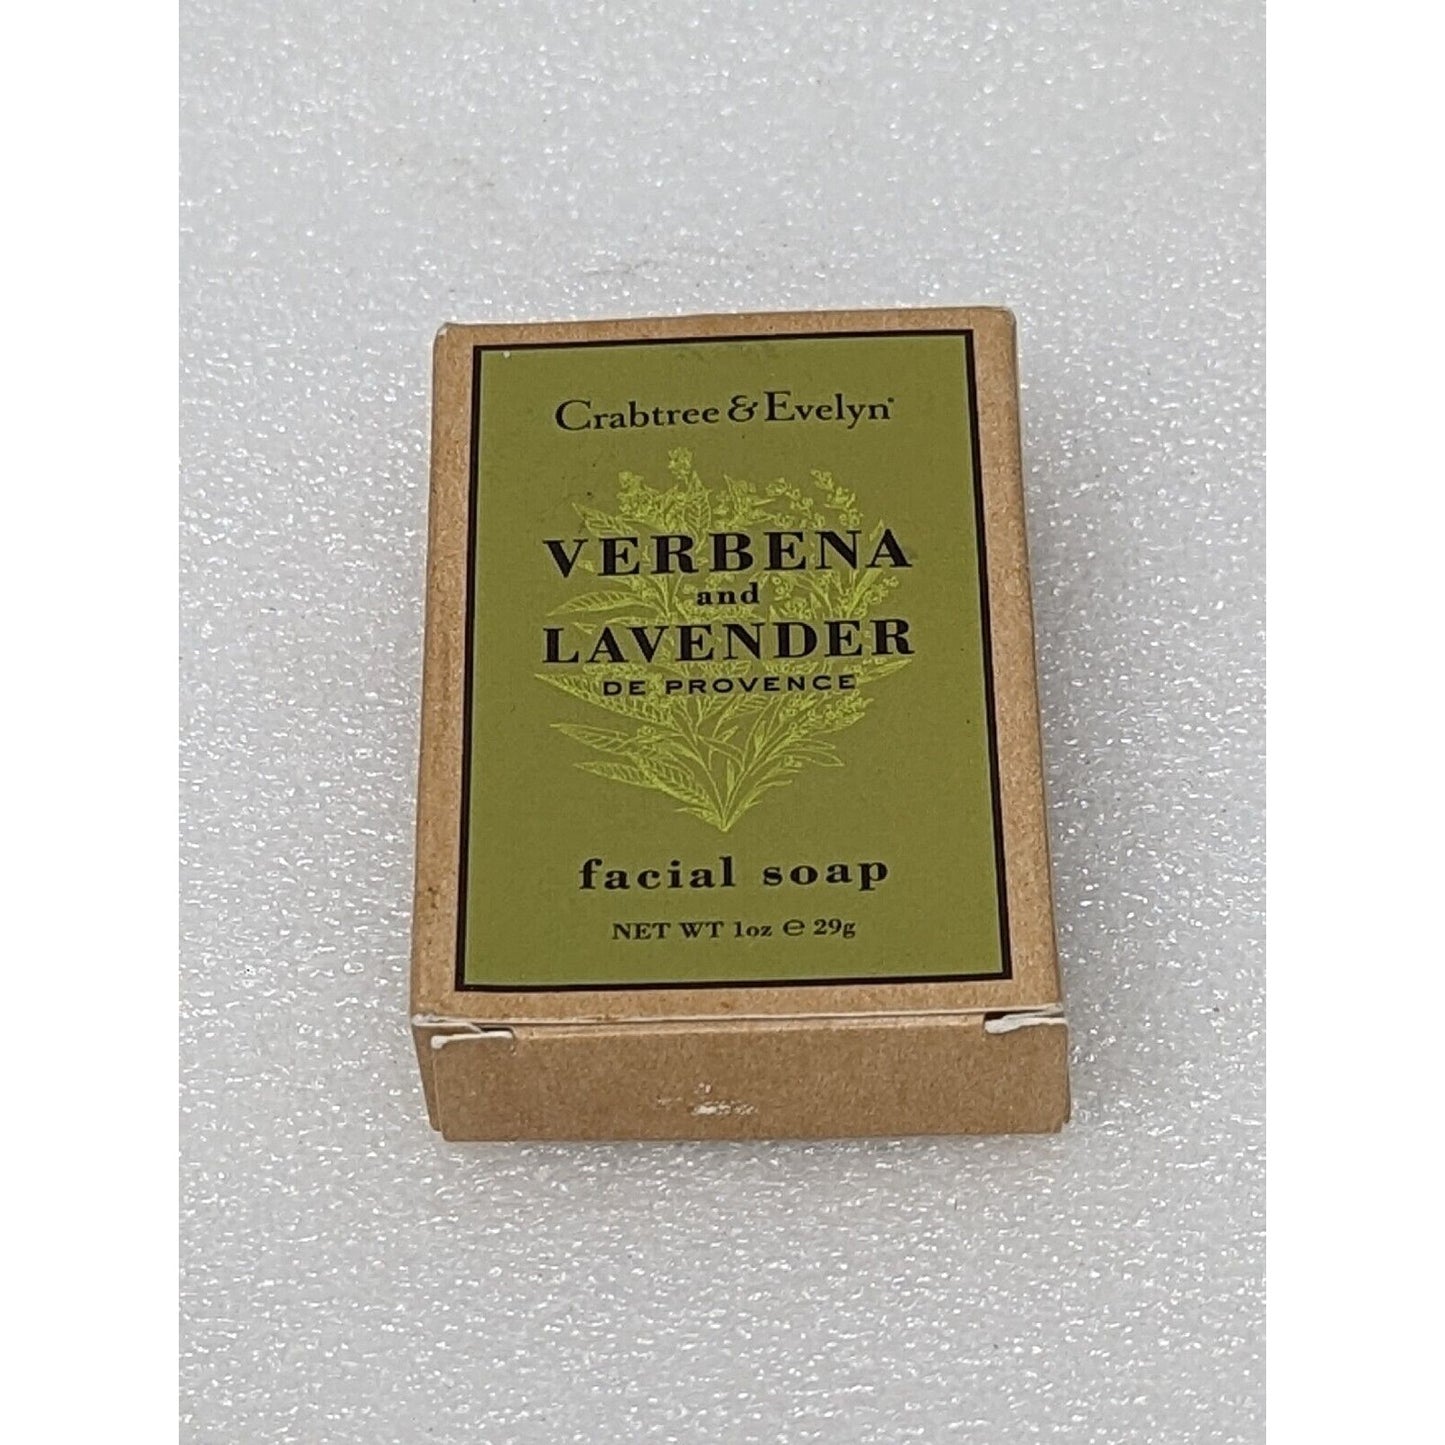 Crabtree & Evelyn®
VERBENA
and
LAVENDER
DE PROVENCE
facial soap
NET WT 1oz ℮ 29g